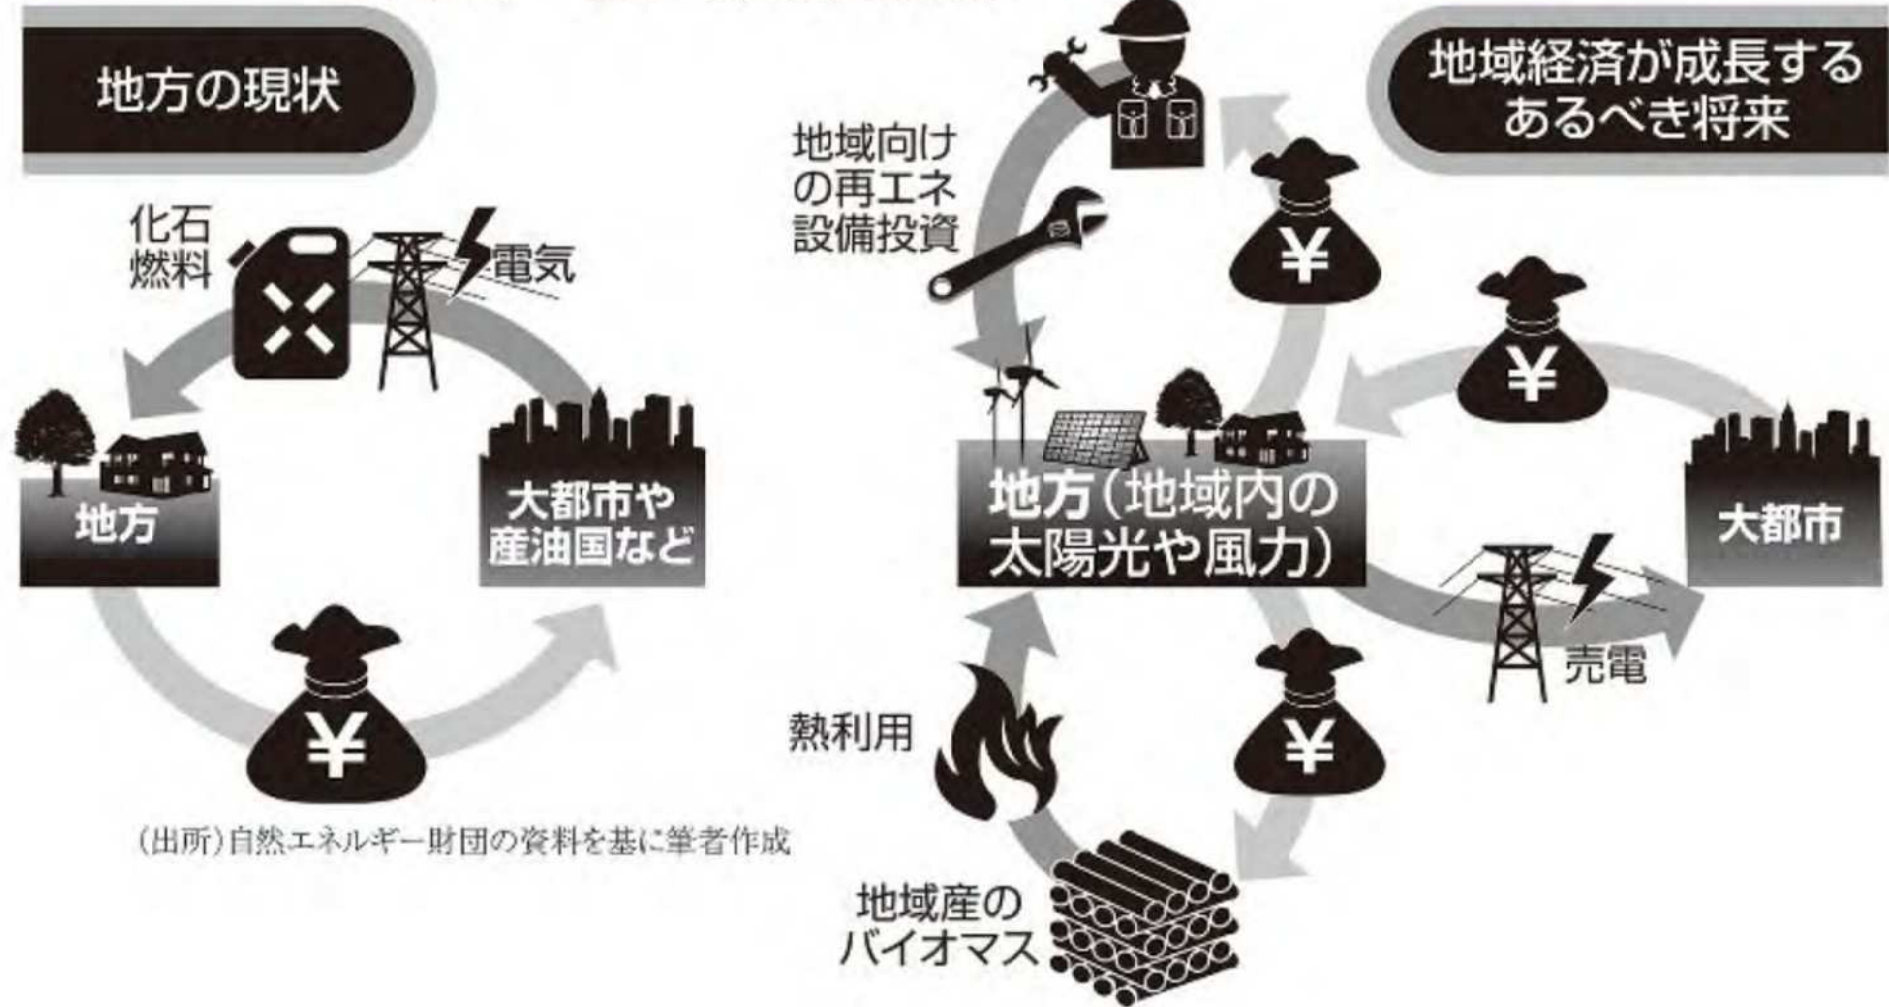 地方の現状
化石
燃料
電気
地方
大都市や
産油国など
¥
(出所)自然エネルギー財団の資料を基に筆者作成
地域経済が成長する
あるべき将来
地域向け
の再エネ
設備投資
¥
¥
地方(地域内の
太陽光や風力)
大都市
売電
熱利用
¥
地域産の
バイオマス